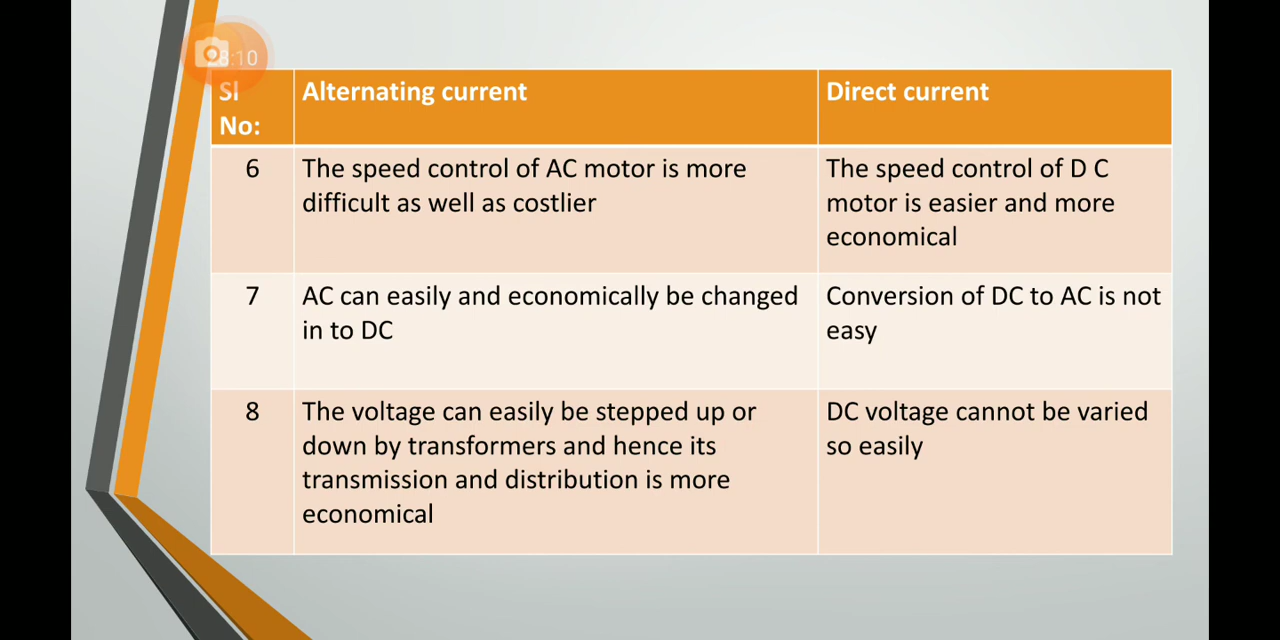 :10
Sl
No:
Alternating current
Direct current
6
The speed control of AC motor is more
difficult as well as costlier
The speed control of D C
motor is easier and more
economical
7
AC can easily and economically be changed
in to DC
Conversion of DC to AC is not
easy
8
The voltage can easily be stepped up or
down by transformers and hence its
transmission and distribution is more
economical
DC voltage cannot be varied
so easily